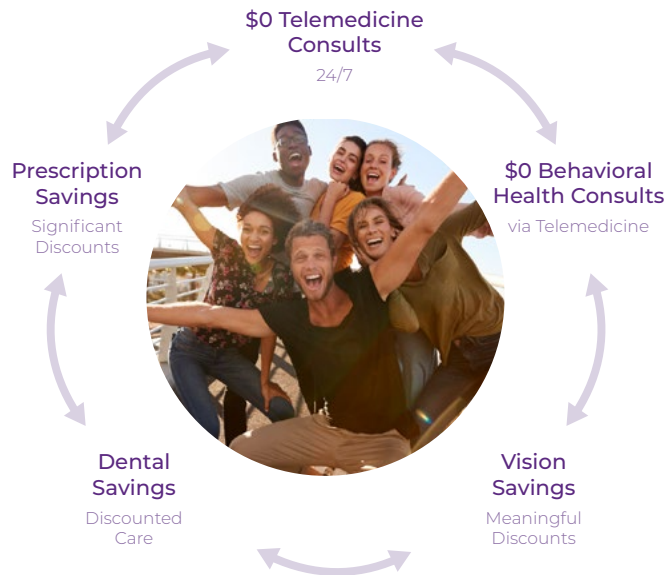 $0 Telemedicine
Consults
24/7
$0 Behavioral
Health Consults
via Telemedicine
Vision
Savings
Meaningful
Discounts
Dental
Savings
Discounted
Care
Prescription
Savings
Significant
Discounts